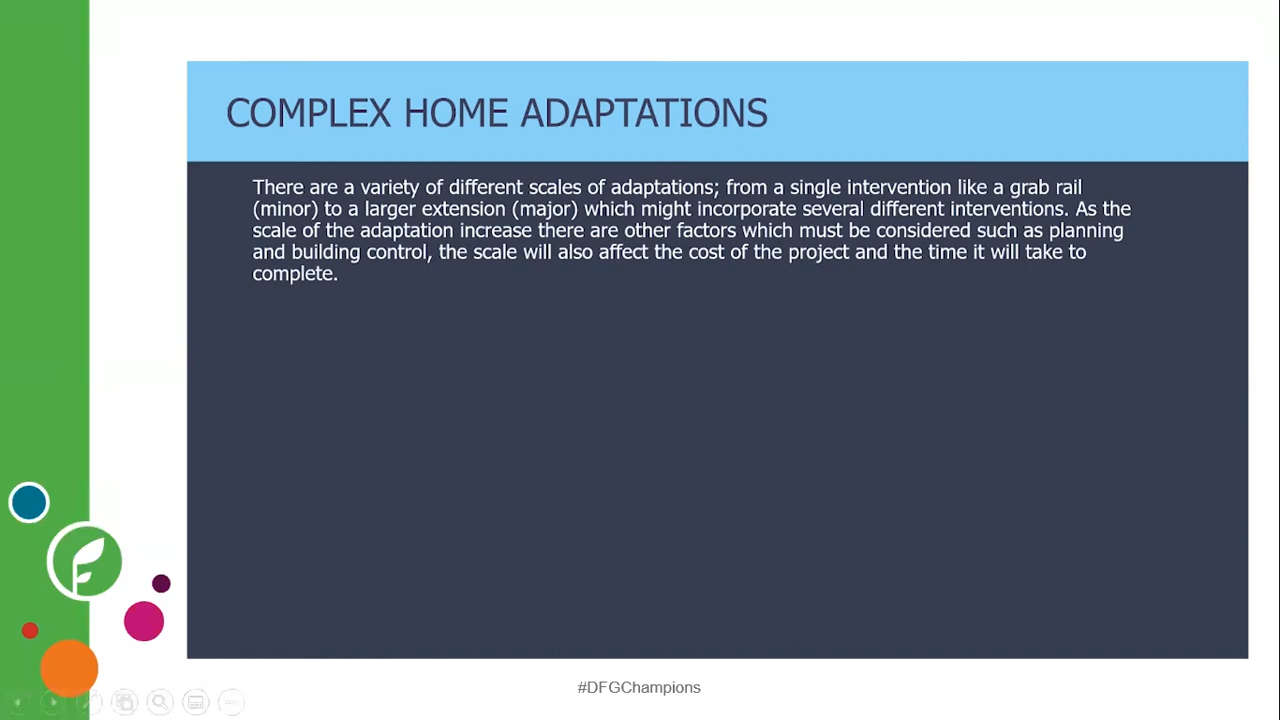 COMPLEX HOME ADAPTATIONS
There are a variety of different scales of adaptations; from a single intervention like a grab rail
(minor) to a larger extension (major) which might incorporate several different interventions. As the
scale of the adaptation increase there are other factors which must be considered such as planning
and building control, the scale will also affect the cost of the project and the time it will take to
complete.
#DFGChampions